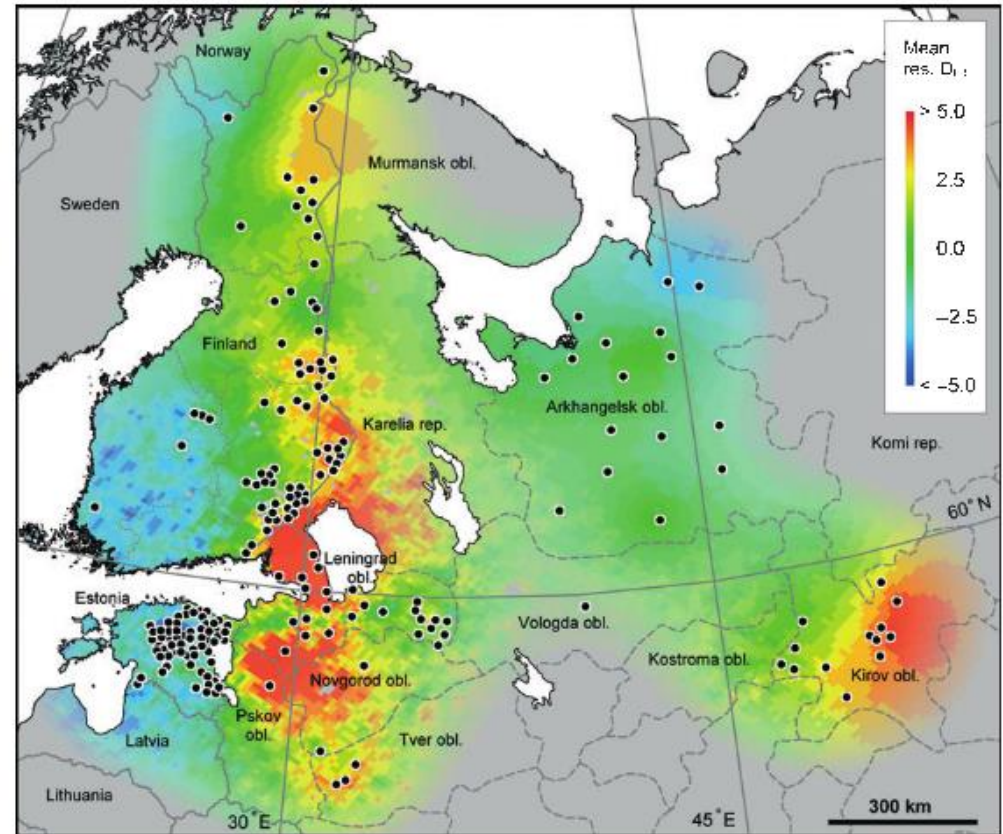 Norway
Mean
res. D
> 5.0
Murmansk obl.
2.5
Sweden
0.0
−2.5
Finland
< −5.0
Arkhangelsk obl.
Karelia rep.
Komi rep.
60°N
Leningrad
obl.
Estonia
Vologda obl.
Kostroma obl.
Kirov obl.
Novgorod obl.
Pskov
obl.
Latvia
Tver obl.
Lithuania
30°E
45°E
300 km